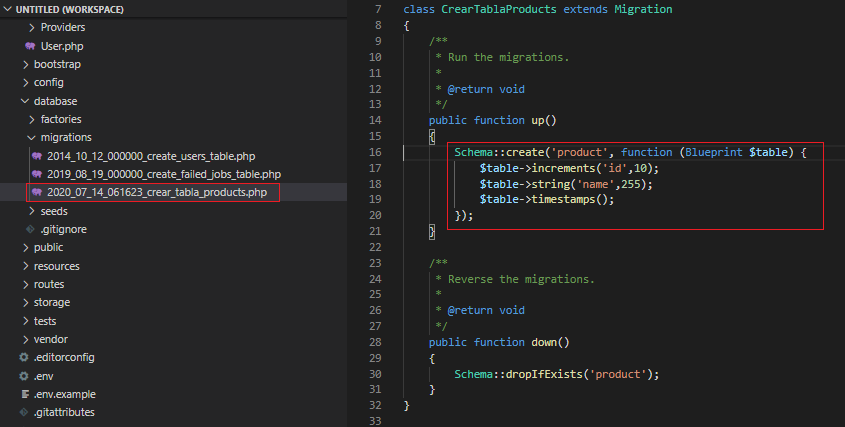 UNTITLED (WORKSPACE)
Providers
User.php
bootstrap
config
database
factories
migrations
2014_10_12_000000_create_users_table.php
2019_08_19_000000_create_failed_jobs_table.php
2020_07_14_061623_crear_tabla_products.php
seeds
.gitignore
public
resources
routes
storage
tests
vendor
.editorconfig
.env
.env.example
.gitattributes
7 class CrearTablaProducts extends Migration
8 {
9     /**
10      * Run the migrations.
11      *
12      * @return void
13      */
14     public function up()
15     {
16         Schema::create('product', function (Blueprint $table) {
17             $table->increments('id',10);
18             $table->string('name',255);
19             $table->timestamps();
20         });
21     }
22
23     /**
24      * Reverse the migrations.
25      *
26      * @return void
27      */
28     public function down()
29     {
30         Schema::dropIfExists('product');
31     }
32 }
33